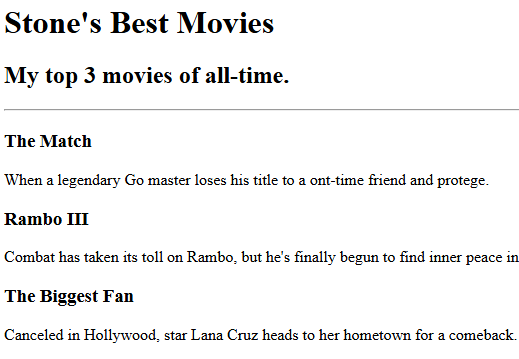 Stone's Best Movies
My top 3 movies of all-time.
The Match
When a legendary Go master loses his title to a ont-time friend and protege.
Rambo III
Combat has taken its toll on Rambo, but he's finally begun to find inner peace in
The Biggest Fan
Canceled in Hollywood, star Lana Cruz heads to her hometown for a comeback.